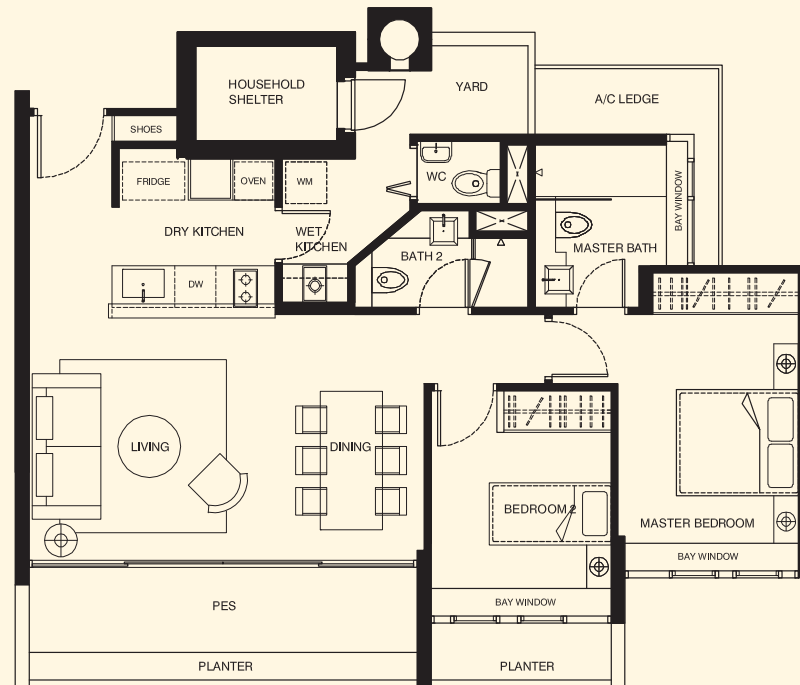 HOUSEHOLD
SHELTER
YARD
A/C LEDGE
SHOES
FRIDGE
OVEN
WM
WC
BAY WINDOW
DRY KITCHEN
WET
KITCHEN
BATH 2
MASTER BATH
DW
LIVING
DINING
BEDROOM 2
MASTER BEDROOM
BAY WINDOW
BAY WINDOW
PES
PLANTER
PLANTER